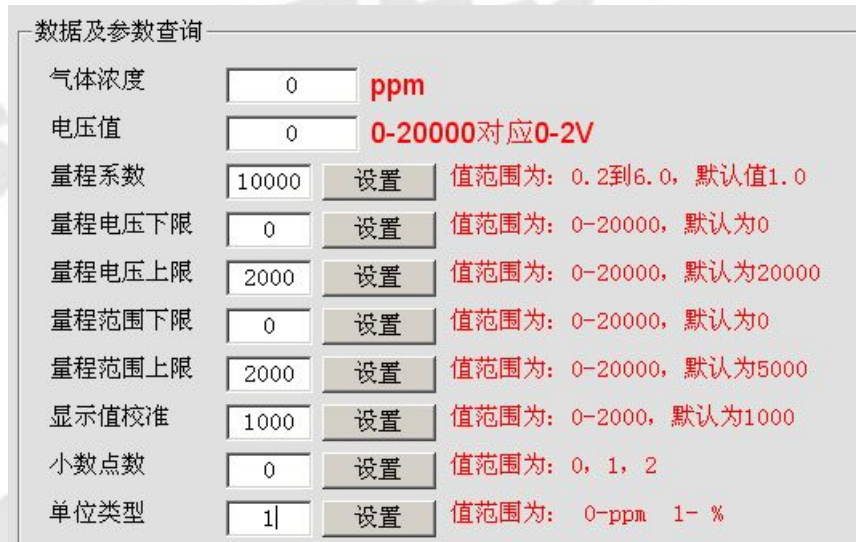 数据及参数查询
气体浓度 0 ppm
电压值 0 0-20000对应0-2V
量程系数 10000 设置 值范围为：0.2到6.0，默认值1.0
量程电压下限 0 设置 值范围为：0-20000，默认为0
量程电压上限 2000 设置 值范围为：0-20000，默认为20000
量程范围下限 0 设置 值范围为：0-20000，默认为0
量程范围上限 2000 设置 值范围为：0-20000，默认为5000
显示值校准 1000 设置 值范围为：0-2000，默认为1000
小数点数 0 设置 值范围为：0，1，2
单位类型 1 设置 值范围为： 0-ppm 1- %